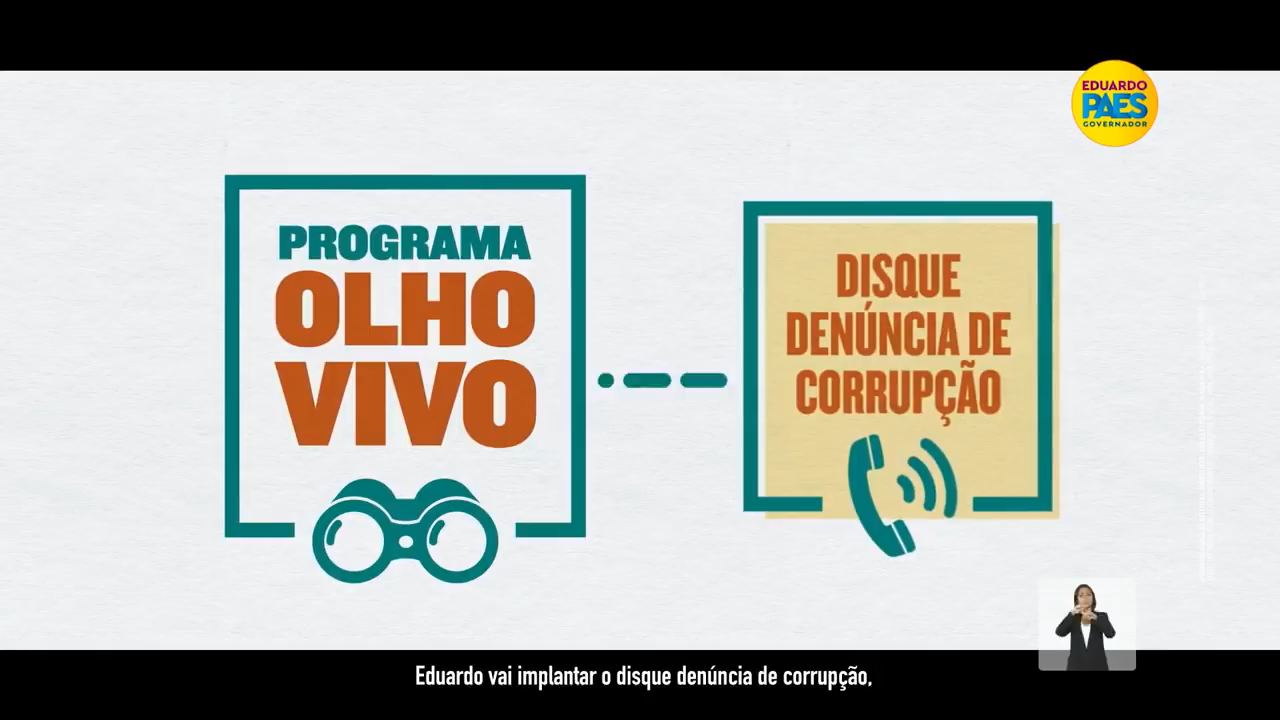 EDUARDO
PAES
GOVERNADOR
PROGRAMA
OLHO
VIVO
DISQUE
DENÚNCIA DE
CORRUPÇÃO
Eduardo vai implantar o disque denúncia de corrupção,